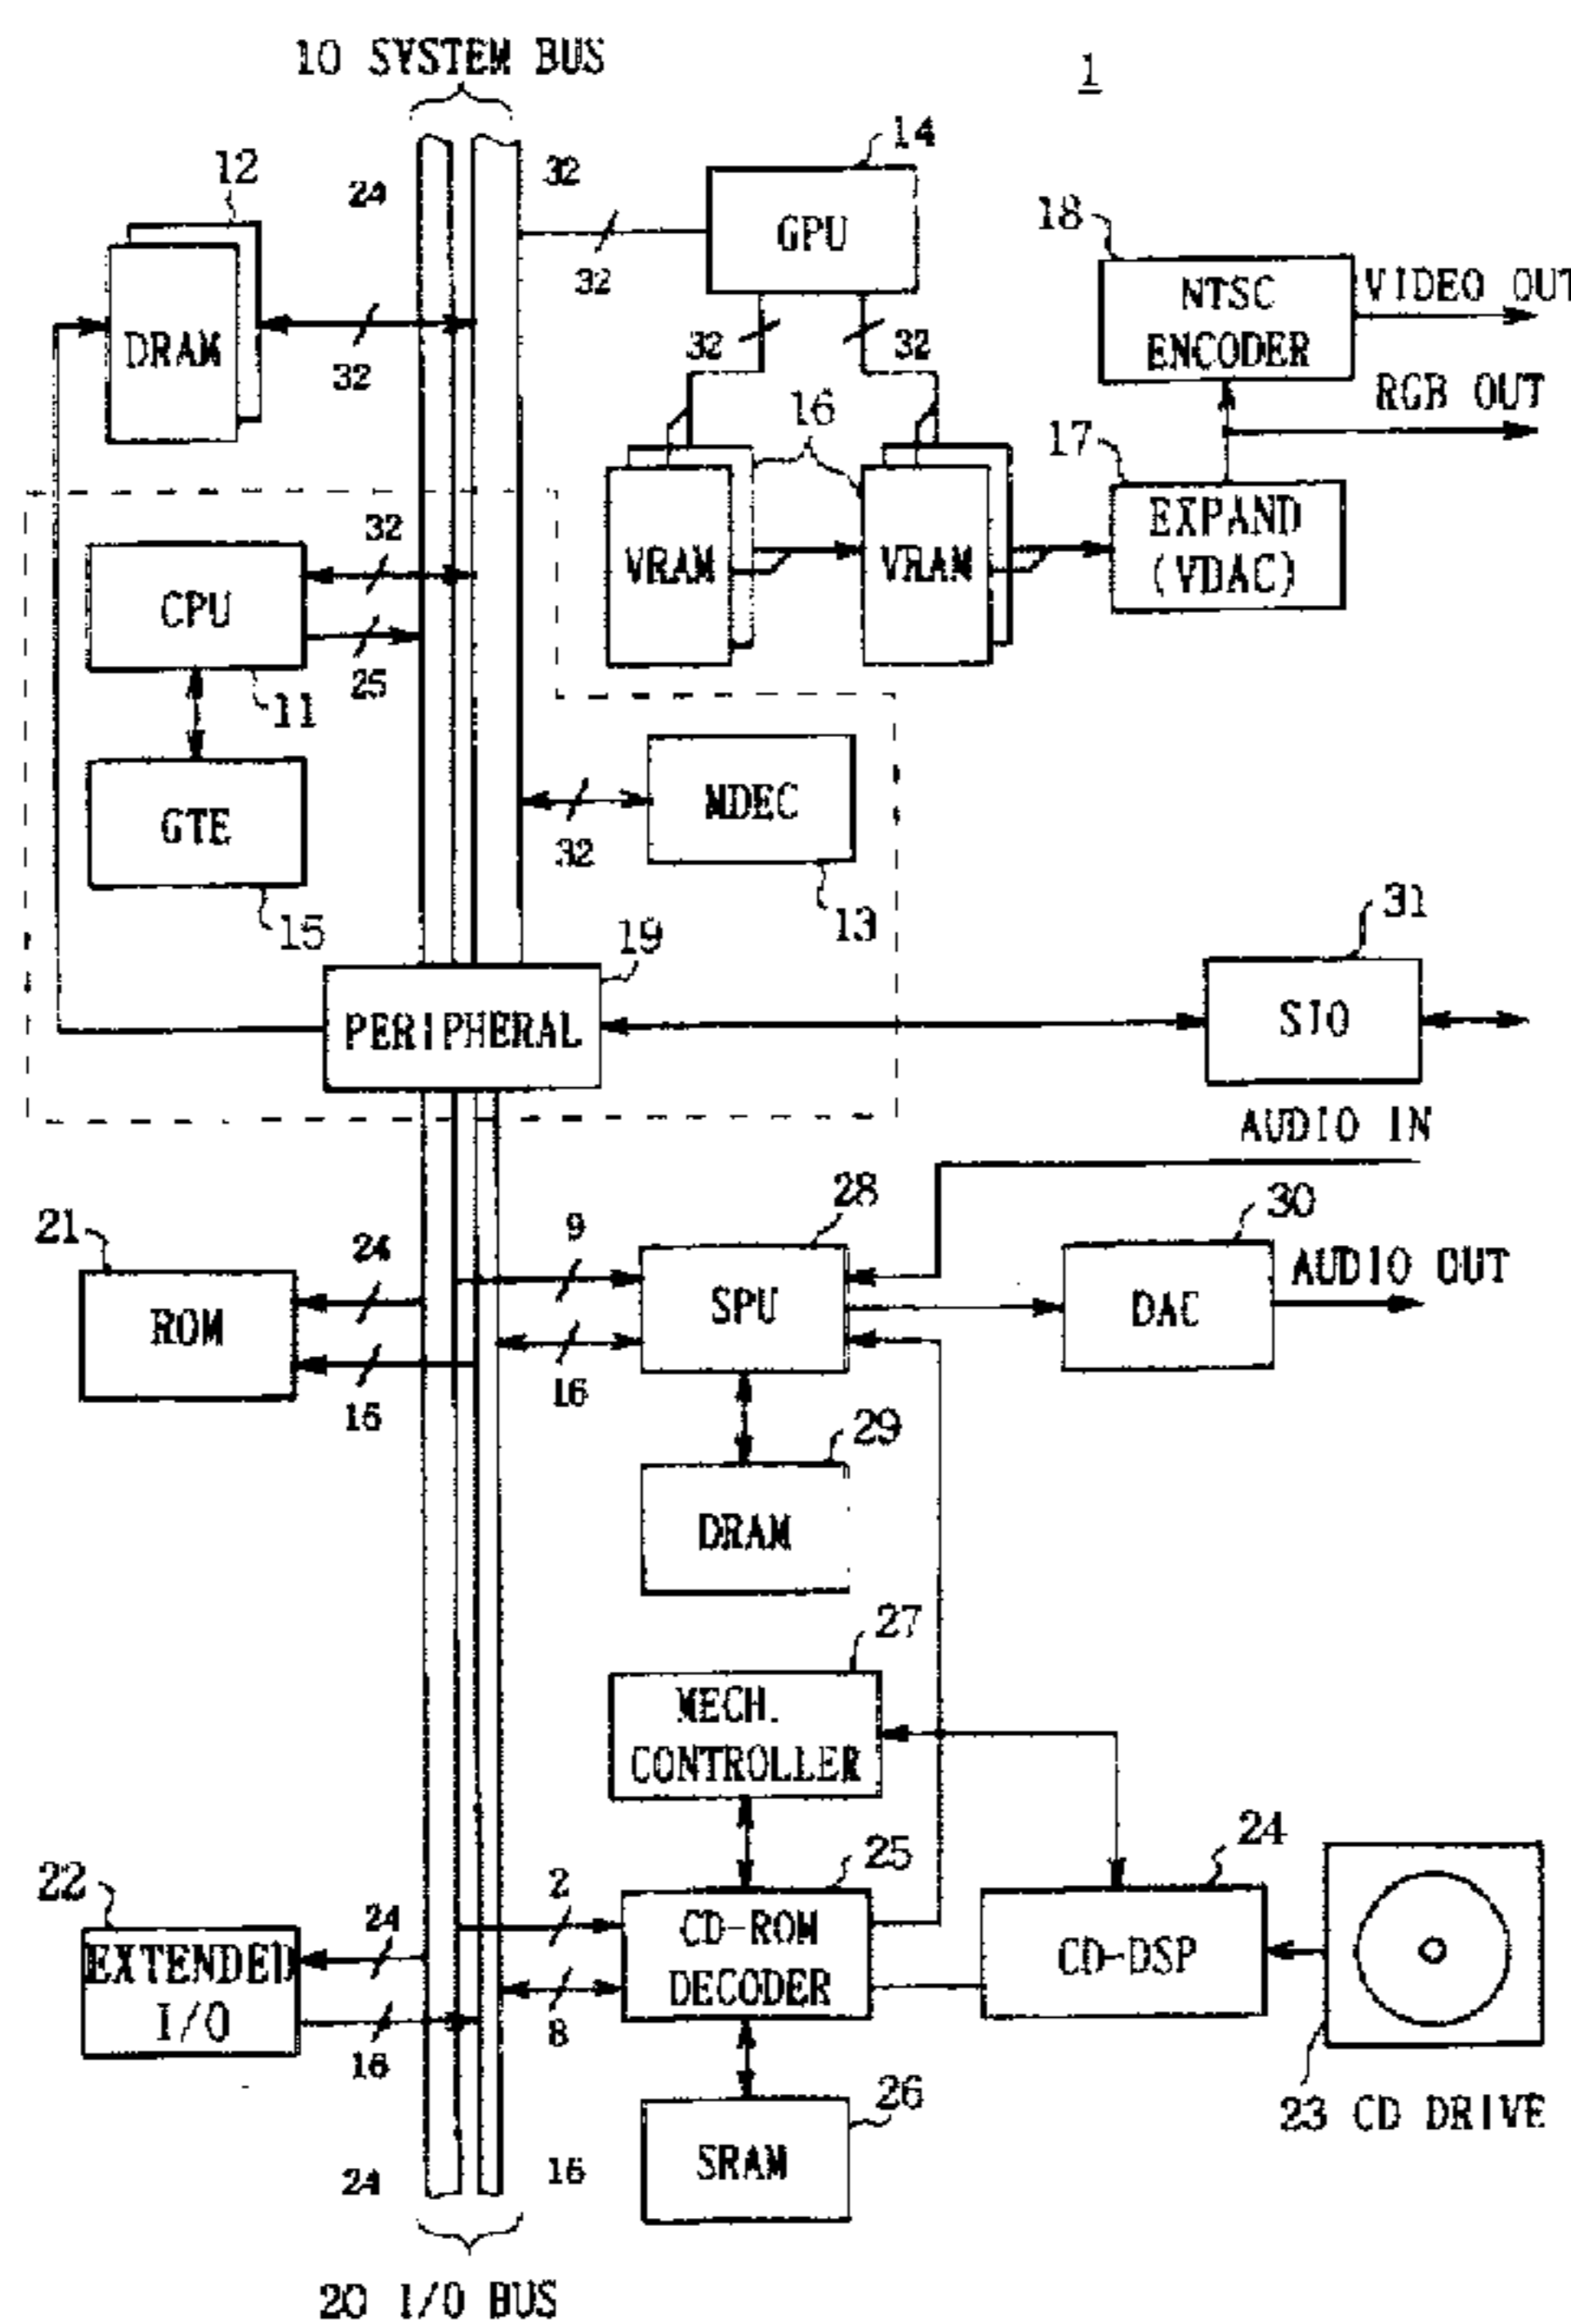 10 SYSTEM BUS
1
12
24
32
14
GPU
32
18
NTSC
ENCODER
VIDEO OUT
RGB OUT
DRAM
32
32
32
16
17
EXPAND
(VDAC)
VRAM
VRAM
32
CPU
25
11
GTE
15
MDEC
32
13
19
PERIPHERAL
31
SIO
AUDIO IN
21
ROM
24
16
9
28
SPU
16
30
DAC
AUDIO OUT
29
DRAM
27
MECH.
CONTROLLER
22
EXTENDED
I/O
24
16
2
25
CD-ROM
DECODER
8
24
CD-DSP
23 CD DRIVE
26
SRAM
24
16
20 I/O BUS